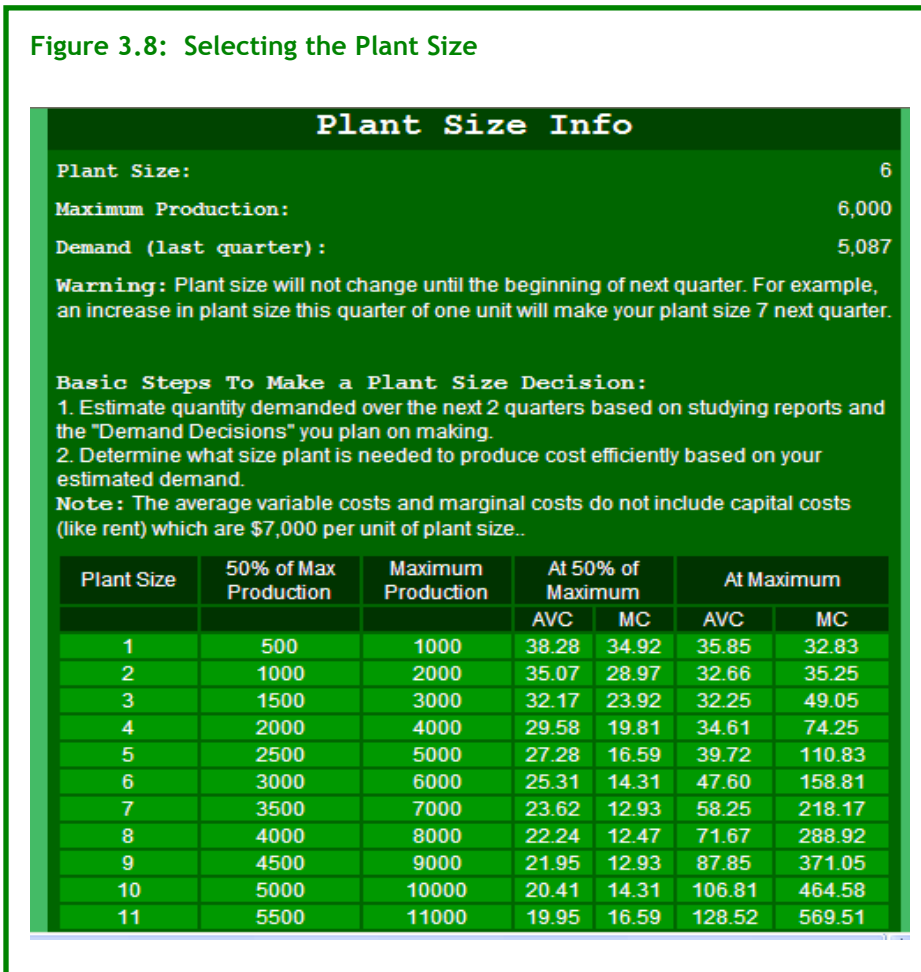 Figure 3.8: Selecting the Plant Size
Plant Size Info
Plant Size: 6
Maximum Production: 6,000
Demand (last quarter): 5,087
Warning: Plant size will not change until the beginning of next quarter. For example,
an increase in plant size this quarter of one unit will make your plant size 7 next quarter.
Basic Steps To Make a Plant Size Decision:
1. Estimate quantity demanded over the next 2 quarters based on studying reports and
the "Demand Decisions" you plan on making.
2. Determine what size plant is needed to produce cost efficiently based on your
estimated demand.
Note: The average variable costs and marginal costs do not include capital costs
(like rent) which are $7,000 per unit of plant size..
Plant Size 50% of Max Production Maximum Production At 50% of Maximum At Maximum
AVC MC AVC MC
1 500 1000 38.28 34.92 35.85 32.83
2 1000 2000 35.07 28.97 32.66 35.25
3 1500 3000 32.17 23.92 32.25 49.05
4 2000 4000 29.58 19.81 34.61 74.25
5 2500 5000 27.28 16.59 39.72 110.83
6 3000 6000 25.31 14.31 47.60 158.81
7 3500 7000 23.62 12.93 58.25 218.17
8 4000 8000 22.24 12.47 71.67 288.92
9 4500 9000 21.95 12.93 87.85 371.05
10 5000 10000 20.41 14.31 106.81 464.58
11 5500 11000 19.95 16.59 128.52 569.51